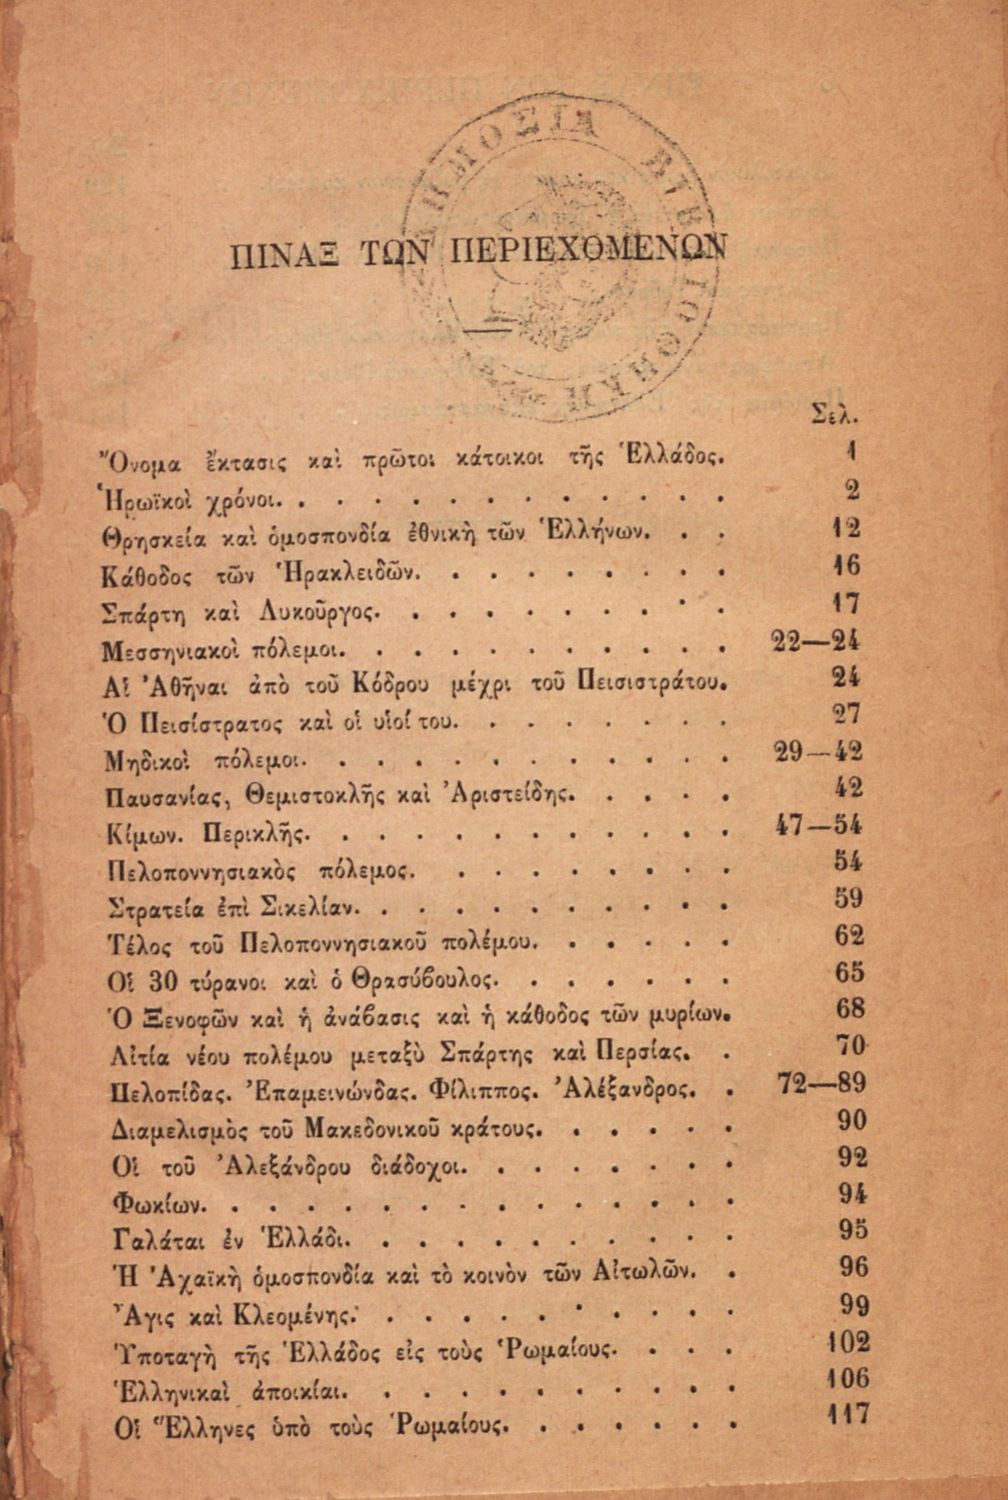 ΔΗΜΟΣΙΑ ΒΙΒΛΙΟΘΗΚΗ
ΠΙΝΑΞ ΤΩΝ ΠΕΡΙΕΧΟΜΕΝΩΝ
Σελ.
Ὄνομα ἔκτασις καὶ πρῶτοι κάτοικοι τῆς Ἑλλάδος. 1
Ἡρωϊκοὶ χρόνοι. . . . . . . . . . . . . 2
Θρησκεία καὶ ὁμοσπονδία ἐθνικὴ τῶν Ἑλλήνων. . . 12
Κάθοδος τῶν Ἡρακλειδῶν. . . . . . . . . 16
Σπάρτη καὶ Λυκοῦργος. . . . . . . . . . 17
Μεσσηνιακοὶ πόλεμοι. . . . . . . . . . . 22—24
Αἱ Ἀθῆναι ἀπὸ τοῦ Κόδρου μέχρι τοῦ Πεισιστράτου. 24
Ὁ Πεισίστρατος καὶ οἱ υἱοί του. . . . . . . . 27
Μηδικοὶ πόλεμοι. . . . . . . . . . . . 29—42
Παυσανίας, Θεμιστοκλῆς καὶ Ἀριστείδης. . . . . 42
Κίμων. Περικλῆς. . . . . . . . . . . . 47—54
Πελοποννησιακὸς πόλεμος. . . . . . . . . 54
Στρατεία ἐπὶ Σικελίαν. . . . . . . . . . . 59
Τέλος τοῦ Πελοποννησιακοῦ πολέμου. . . . . . 62
Οἱ 30 τύραννοι καὶ ὁ Θρασύβουλος. . . . . . . 65
Ὁ Ξενοφῶν καὶ ἡ ἀνάβασις καὶ ἡ κάθοδος τῶν μυρίων. 68
Αἰτία νέου πολέμου μεταξὺ Σπάρτης καὶ Περσίας. . 70
Πελοπίδας. Ἐπαμεινώνδας. Φίλιππος. Ἀλέξανδρος. . 72—89
Διαμελισμὸς τοῦ Μακεδονικοῦ κράτους. . . . . . 90
Οἱ τοῦ Ἀλεξάνδρου διάδοχοι. . . . . . . . 92
Φωκίων. . . . . . . . . . . . . . . 94
Γαλάται ἐν Ἑλλάδι. . . . . . . . . . . 95
Ἡ Ἀχαϊκὴ ὁμοσπονδία καὶ τὸ κοινὸν τῶν Αἰτωλῶν. . 96
Ἆγις καὶ Κλεομένης. . . . . . . . . . . 99
Ὑποταγὴ τῆς Ἑλλάδος εἰς τοὺς Ῥωμαίους. . . . 102
Ἑλληνικαὶ ἀποικίαι. . . . . . . . . . . 106
Οἱ Ἕλληνες ὑπὸ τοὺς Ῥωμαίους. . . . . . . 117